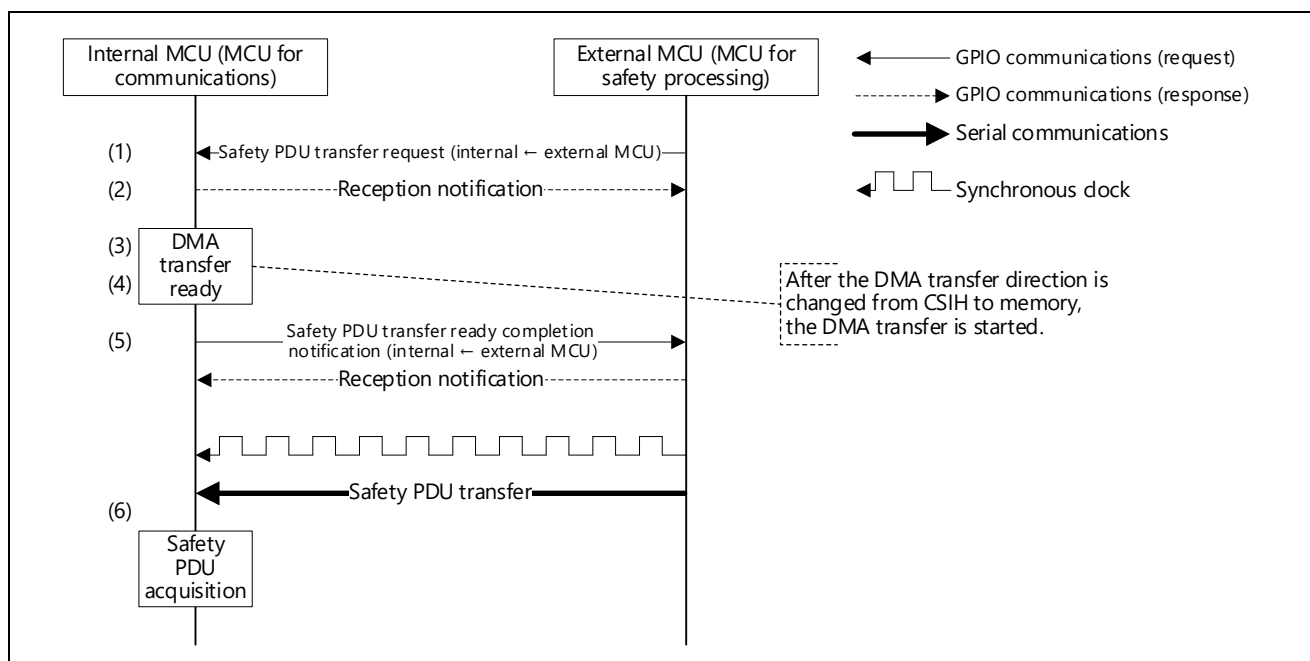 Internal MCU (MCU for
communications)
External MCU (MCU for
safety processing)
GPIO communications (request)
GPIO communications (response)
Serial communications
Synchronous clock
(1)
Safety PDU transfer request (internal ← external MCU)
(2)
Reception notification
(3)
(4)
DMA
transfer
ready
After the DMA transfer direction is
changed from CSIH to memory,
the DMA transfer is started.
(5)
Safety PDU transfer ready completion
notification (internal ← external MCU)
Reception notification
Safety PDU transfer
(6)
Safety
PDU
acquisition